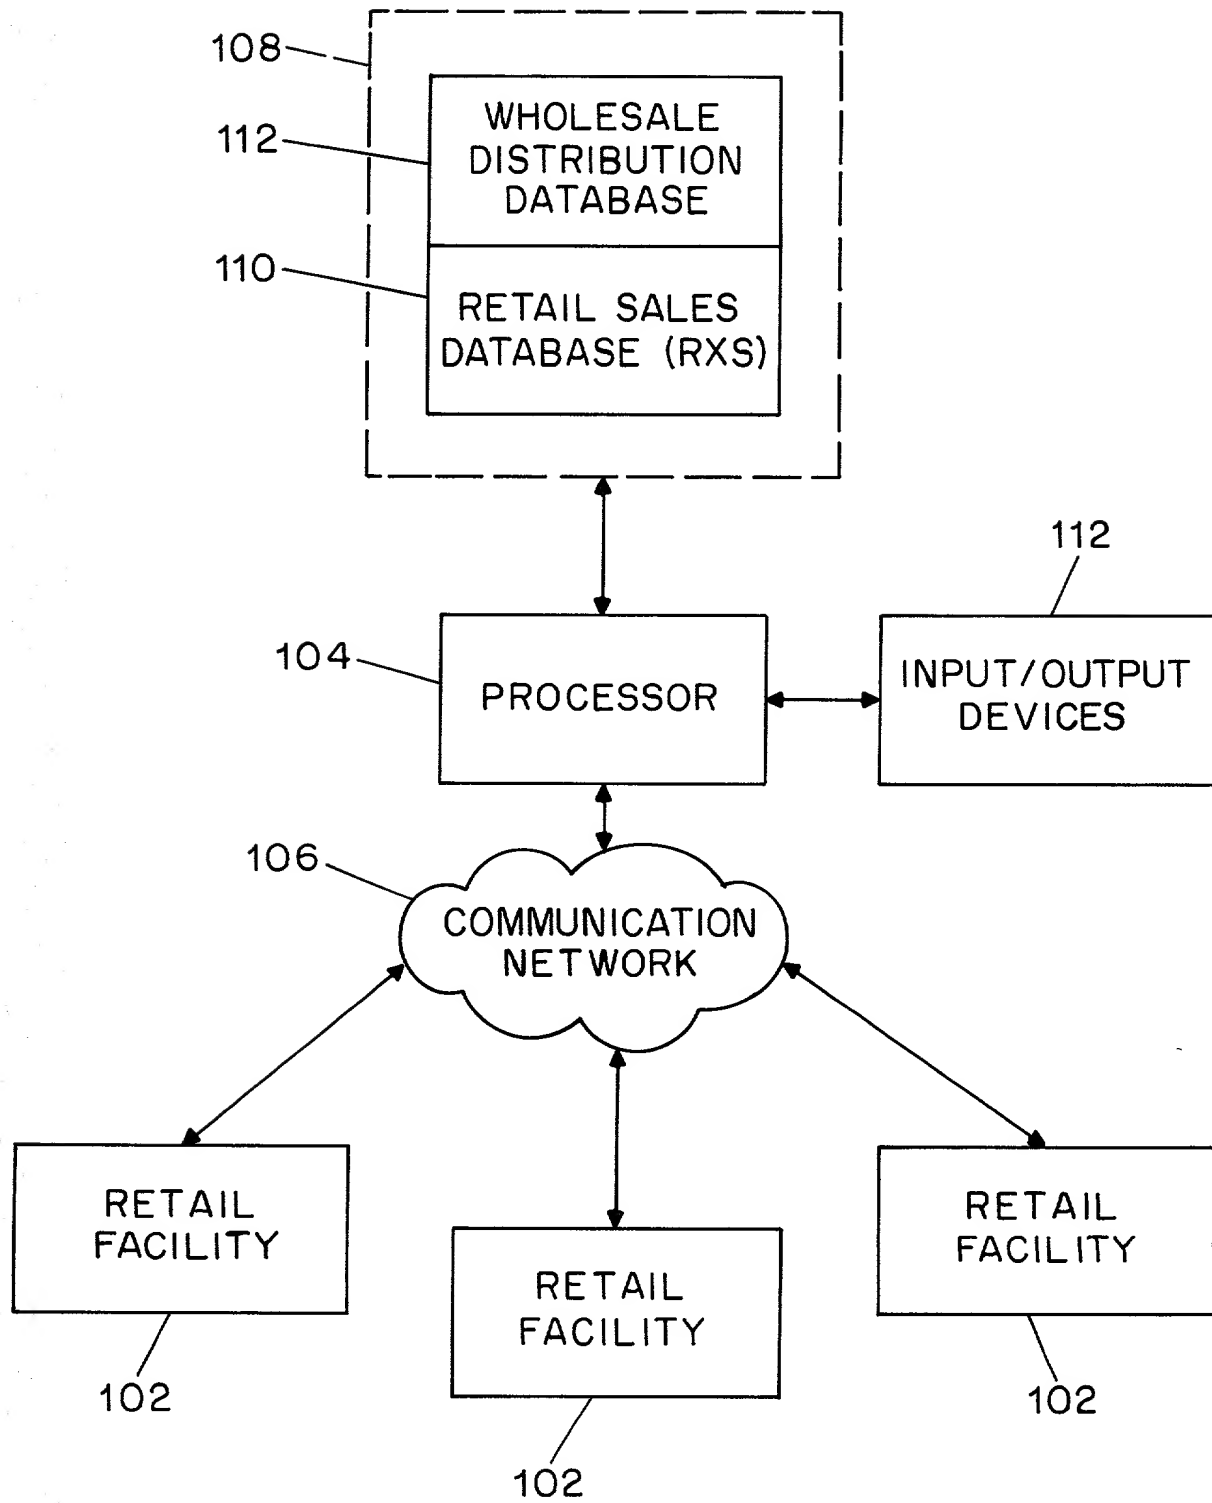 108
WHOLESALE
112
DISTRIBUTION
DATABASE
110
RETAIL SALES
DATABASE (RXS)
112
104
PROCESSOR
INPUT/OUTPUT
DEVICES
106
COMMUNICATION
NETWORK
RETAIL
FACILITY
RETAIL
FACILITY
RETAIL
FACILITY
102
102
102